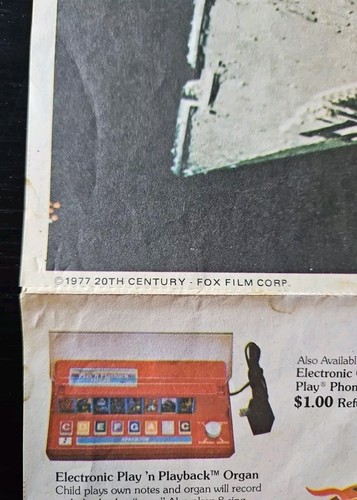 ©1977 20TH CENTURY - FOX FILM CORP.
Also Available
Electronic
Play® Phon
$1.00 Ref
C D E F G A B C
Electronic Play 'n Playback™ Organ
Child plays own notes and organ will record